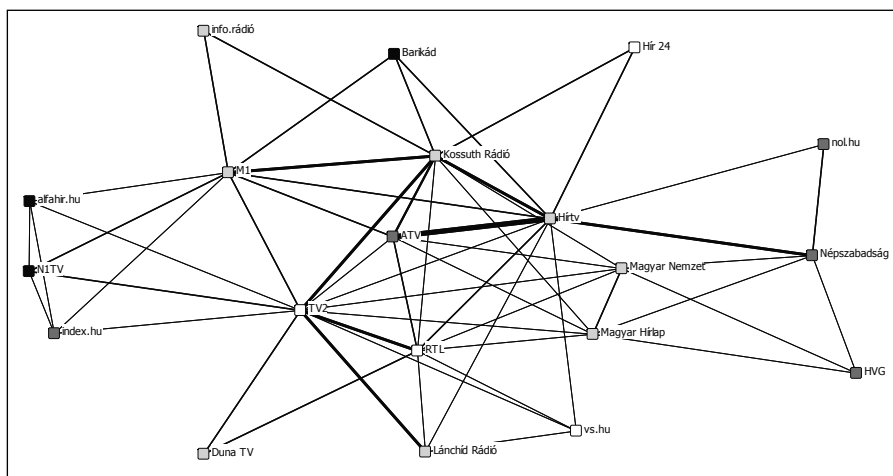 info.rádió
Hír 24
Barikád
nol.hu
Kossuth Rádió
M1
alfahir.hu
Hírtv
ATV
Népszabadság
Magyar Nemzet
N1TV
TV2
index.hu
Magyar Hírlap
RTL
HVG
vs.hu
Duna TV
Lánchíd Rádió